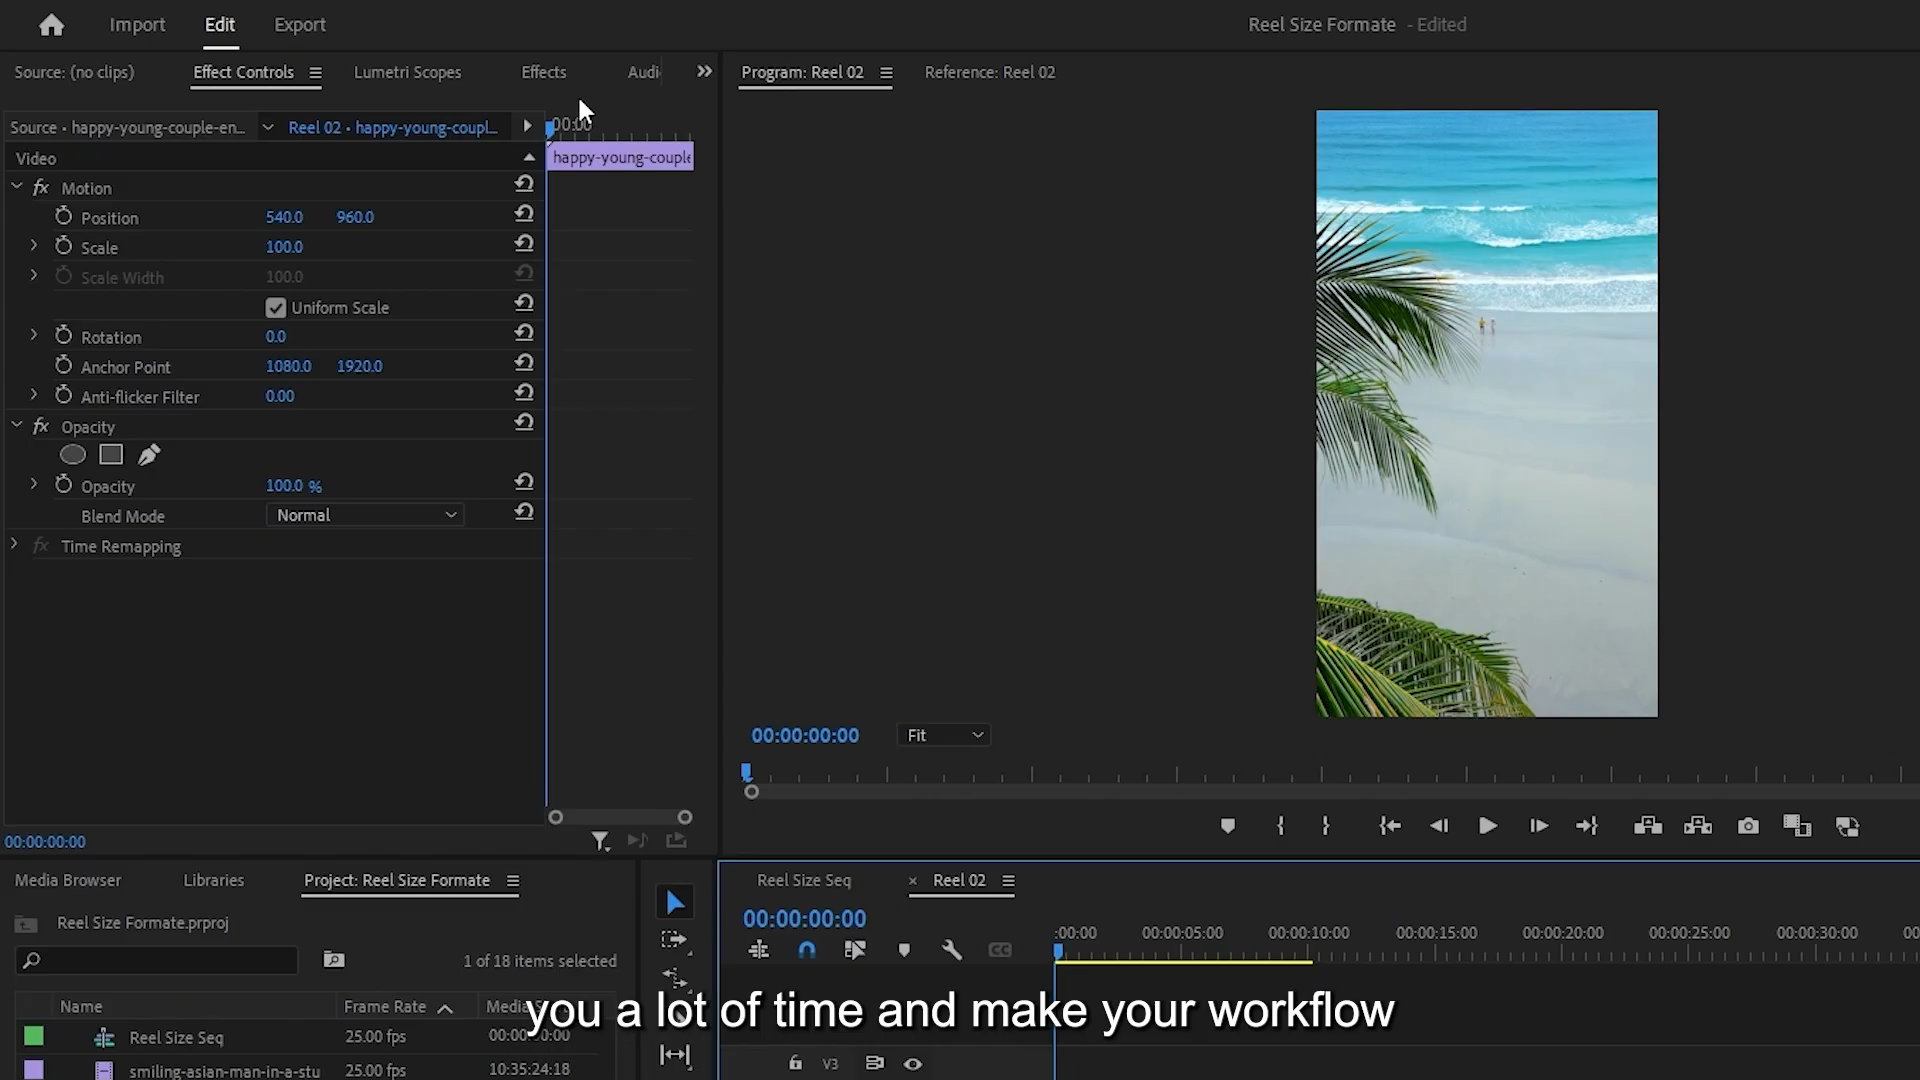 Import Edit Export Reel Size Formate - Edited
Source: (no clips) Effect Controls Lumetri Scopes Effects Audi
Program: Reel 02 Reference: Reel 02
Source • happy-young-couple-en... Reel 02 • happy-young-coupl... :00:00
Video happy-young-couple
fx Motion
Position 540.0 960.0
Scale 100.0
Scale Width 100.0
Uniform Scale
Rotation 0.0
Anchor Point 1080.0 1920.0
Anti-flicker Filter 0.00
fx Opacity
Opacity 100.0 %
Blend Mode Normal
fx Time Remapping
00:00:00:00 Fit
00:00:00:00
Media Browser Libraries Project: Reel Size Formate
Reel Size Formate.prproj
1 of 18 items selected
Name Frame Rate
Reel Size Seq 25.00 fps
smiling-asian-man-in-a-stu 25.00 fps 10:35:24:18
Reel Size Seq × Reel 02
00:00:00:00
:00:00 00:00:05:00 00:00:10:00 00:00:15:00 00:00:20:00 00:00:25:00 00:00:30:00 00
CC
V3
you a lot of time and make your workflow